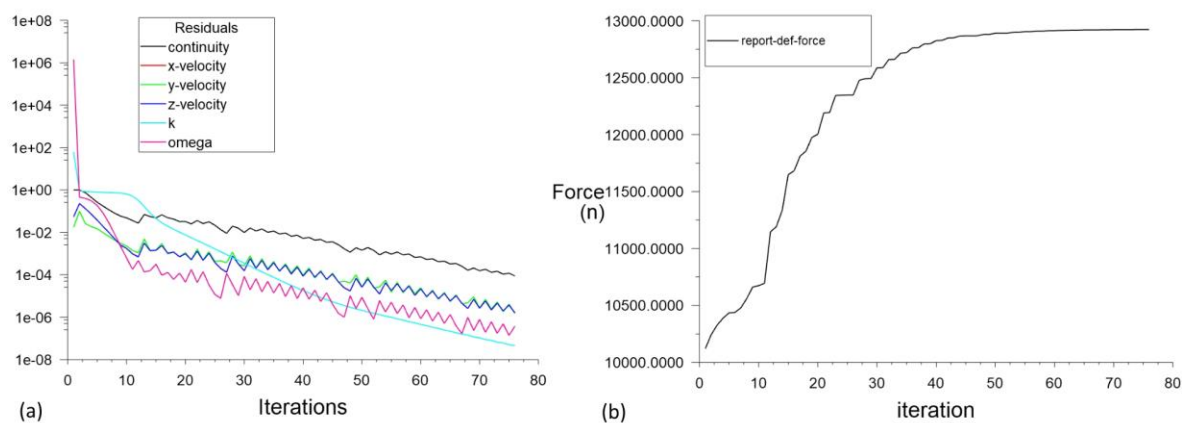 Residuals
continuity
x-velocity
y-velocity
z-velocity
k
omega
1e+08
1e+06
1e+04
1e+02
1e+00
1e-02
1e-04
1e-06
1e-08
0 10 20 30 40 50 60 70 80
Iterations
(a)
report-def-force
13000.0000
12500.0000
12000.0000
11500.0000
11000.0000
10500.0000
10000.0000
Force
(n)
0 10 20 30 40 50 60 70 80
iteration
(b)